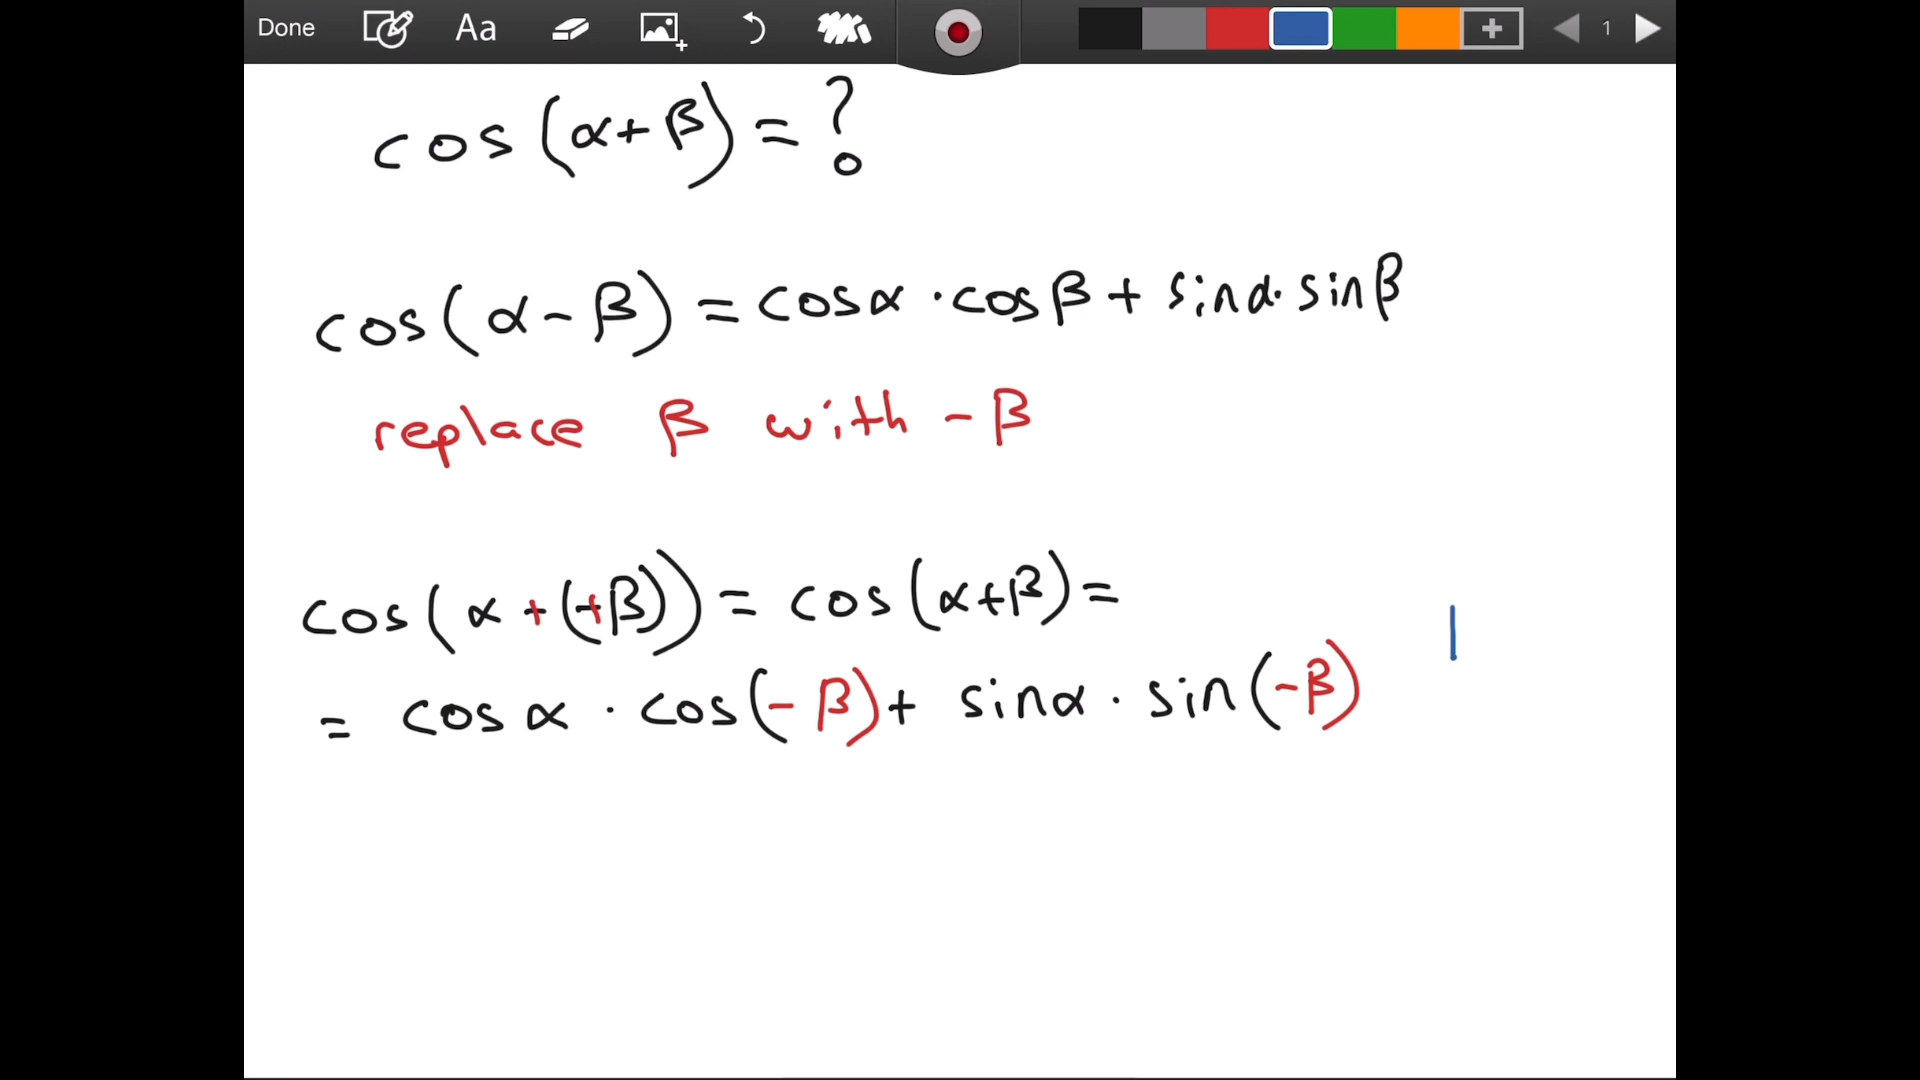 Done Aa 1
cos(α+β)=?
cos(α-β)=cosα·cosβ+sinα·sinβ
replace β with -β
cos(α+(+β))=cos(α+β)=
=cosα·cos(-β)+sinα·sin(-β)